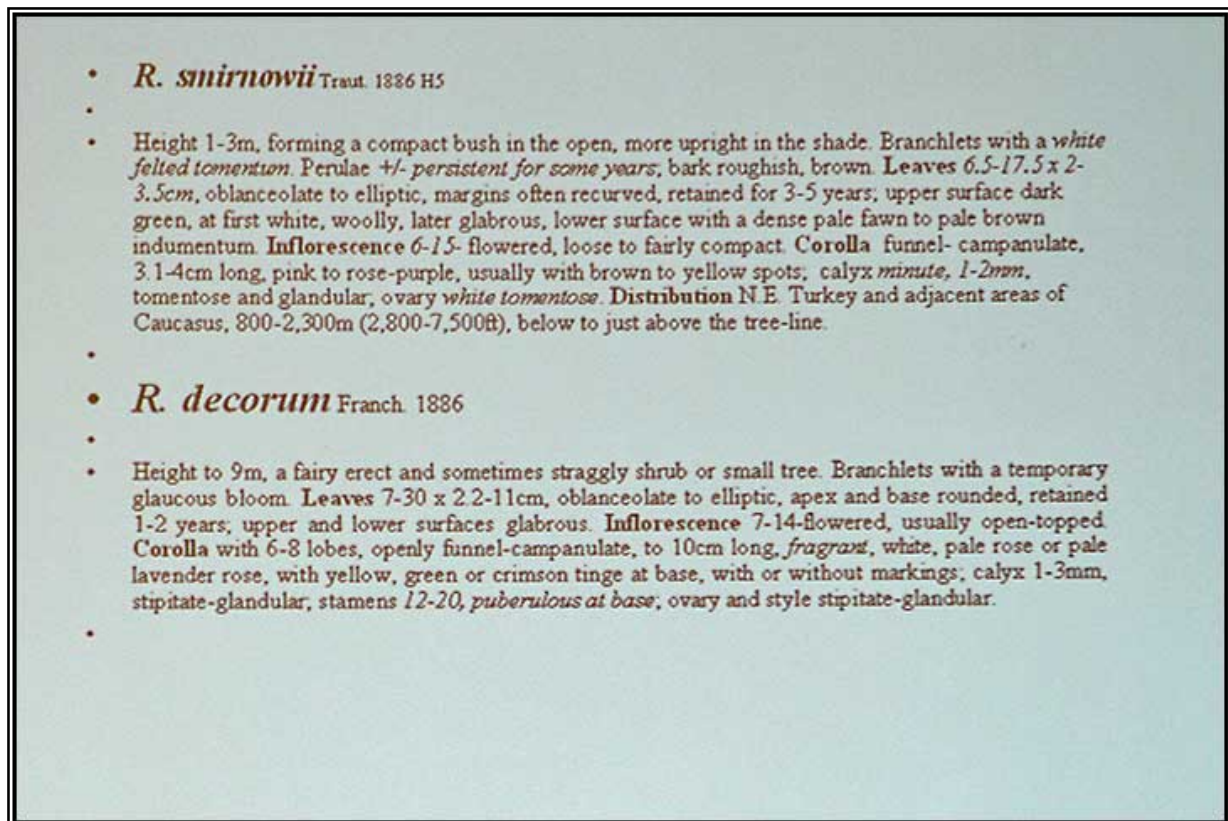 • R. smirnowii Traut. 1886 H5
•
• Height 1-3m, forming a compact bush in the open, more upright in the shade. Branchlets with a white
felted tomentum. Perulae +/- persistent for some years; bark roughish, brown. Leaves 6.5-17.5 x 2-
3.5cm, oblanceolate to elliptic, margins often recurved, retained for 3-5 years; upper surface dark
green, at first white, woolly, later glabrous, lower surface with a dense pale fawn to pale brown
indumentum. Inflorescence 6-15- flowered, loose to fairly compact. Corolla funnel- campanulate,
3.1-4cm long, pink to rose-purple, usually with brown to yellow spots; calyx minute, 1-2mm,
tomentose and glandular; ovary white tomentose. Distribution N.E. Turkey and adjacent areas of
Caucasus, 800-2,300m (2,800-7,500ft), below to just above the tree-line.
•
• R. decorum Franch. 1886
•
• Height to 9m, a fairy erect and sometimes straggly shrub or small tree. Branchlets with a temporary
glaucous bloom. Leaves 7-30 x 2.2-11cm, oblanceolate to elliptic, apex and base rounded, retained
1-2 years; upper and lower surfaces glabrous. Inflorescence 7-14-flowered, usually open-topped.
Corolla with 6-8 lobes, openly funnel-campanulate, to 10cm long, fragrant, white, pale rose or pale
lavender rose, with yellow, green or crimson tinge at base, with or without markings; calyx 1-3mm,
stipitate-glandular; stamens 12-20, puberulous at base; ovary and style stipitate-glandular.
•